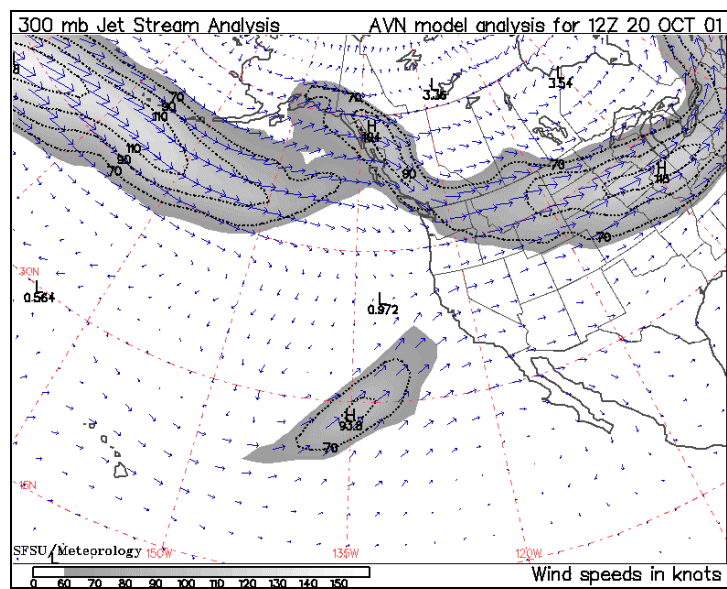 300 mb Jet Stream Analysis
AVN model analysis for 12Z 20 OCT 01
L
70
90
110
70
H
L
3.36
L
3.54
110
90
70
90
70
H
115
70
30N
L
0.564
L
0.972
H
93.8
70
15N
SFSU/Meteorology
L
150W
135W
120W
0 60 70 80 90 100 110 120 130 140 150
Wind speeds in knots